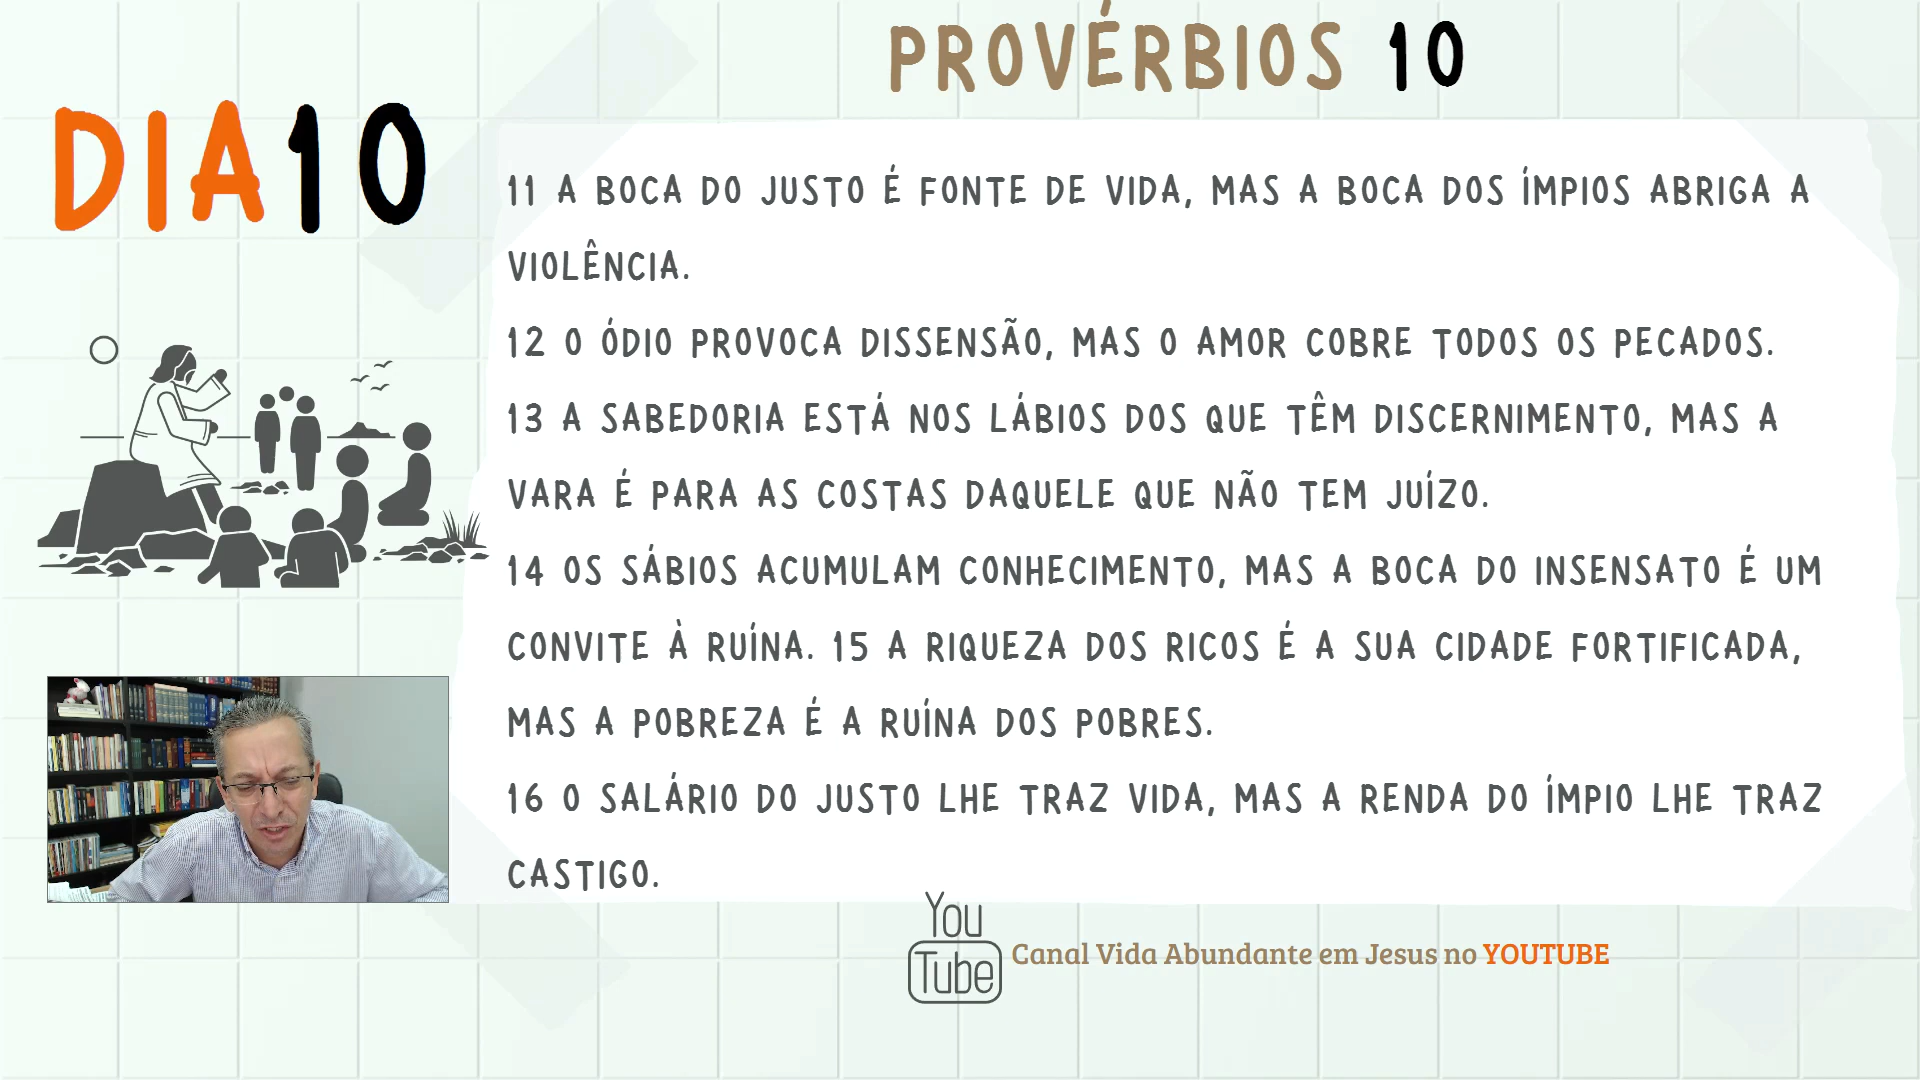 PROVÉRBIOS 10
DIA10
11 A BOCA DO JUSTO É FONTE DE VIDA, MAS A BOCA DOS ÍMPIOS ABRIGA A
VIOLÊNCIA.
12 O ÓDIO PROVOCA DISSENSÃO, MAS O AMOR COBRE TODOS OS PECADOS.
13 A SABEDORIA ESTÁ NOS LÁBIOS DOS QUE TÊM DISCERNIMENTO, MAS A
VARA É PARA AS COSTAS DAQUELE QUE NÃO TEM JUÍZO.
14 OS SÁBIOS ACUMULAM CONHECIMENTO, MAS A BOCA DO INSENSATO É UM
CONVITE À RUÍNA. 15 A RIQUEZA DOS RICOS É A SUA CIDADE FORTIFICADA,
MAS A POBREZA É A RUÍNA DOS POBRES.
16 O SALÁRIO DO JUSTO LHE TRAZ VIDA, MAS A RENDA DO ÍMPIO LHE TRAZ
CASTIGO.
You
Tube
Canal Vida Abundante em Jesus no YOUTUBE